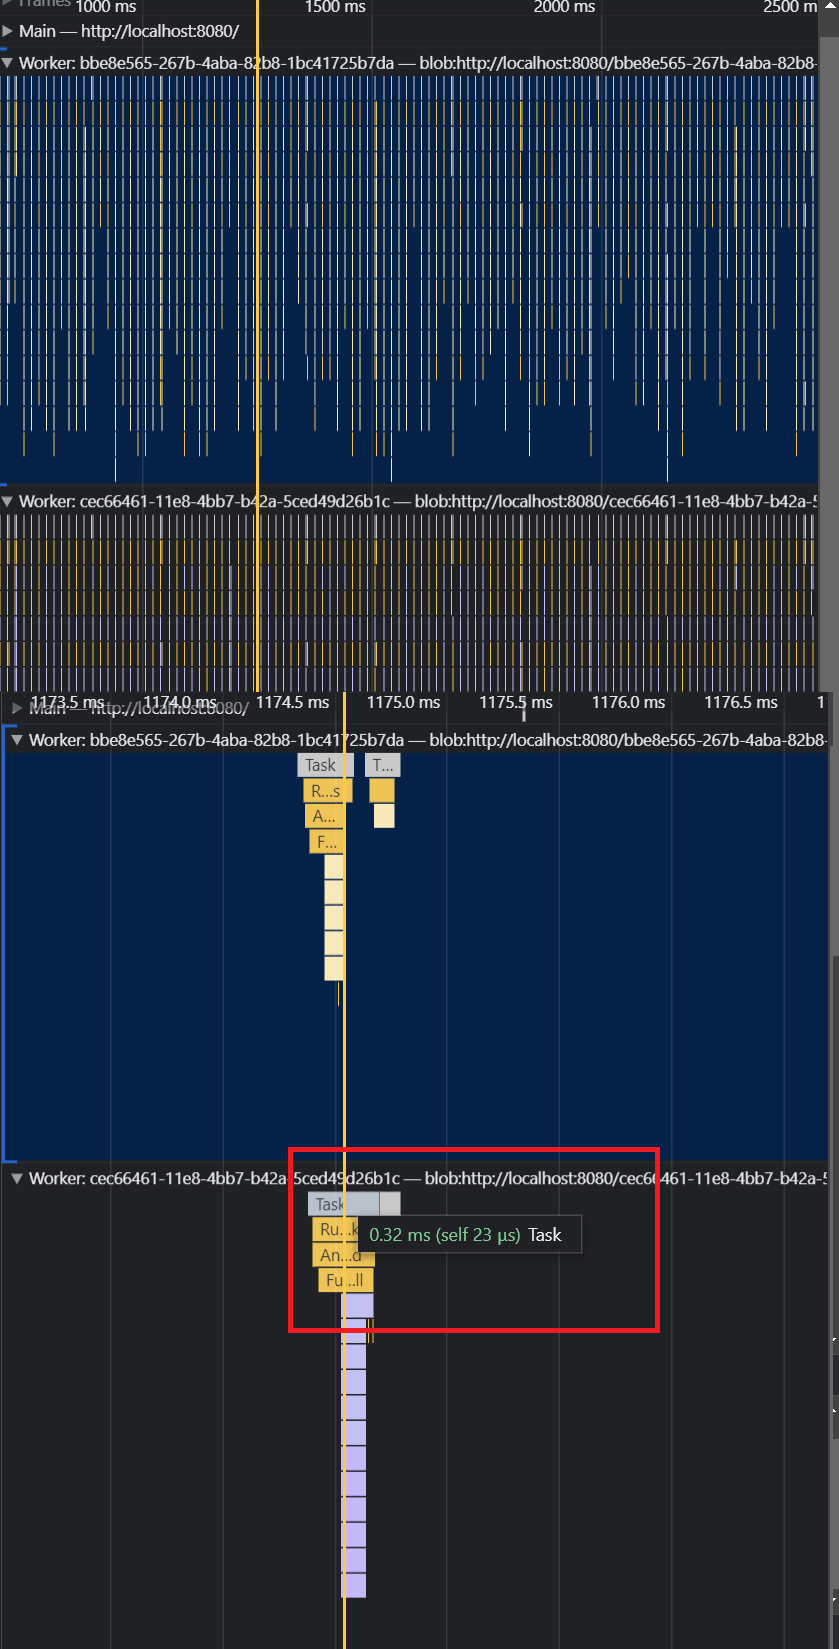 Frames
1000 ms 1500 ms 2000 ms 2500 m
Main — http://localhost:8080/
Worker: bbe8e565-267b-4aba-82b8-1bc41725b7da — blob:http://localhost:8080/bbe8e565-267b-4aba-82b8-
Worker: cec66461-11e8-4bb7-b42a-5ced49d26b1c — blob:http://localhost:8080/cec66461-11e8-4bb7-b42a-5
1173.5 ms 1174.0 ms 1174.5 ms 1175.0 ms 1175.5 ms 1176.0 ms 1176.5 ms 1
Main — http://localhost:8080/
Worker: bbe8e565-267b-4aba-82b8-1bc41725b7da — blob:http://localhost:8080/bbe8e565-267b-4aba-82b8-
Task T...
R...s
A...
F...
Worker: cec66461-11e8-4bb7-b42a-5ced49d26b1c — blob:http://localhost:8080/cec66461-11e8-4bb7-b42a-5
Task
Ru...k 0.32 ms (self 23 µs) Task
An...d
Fu...ll